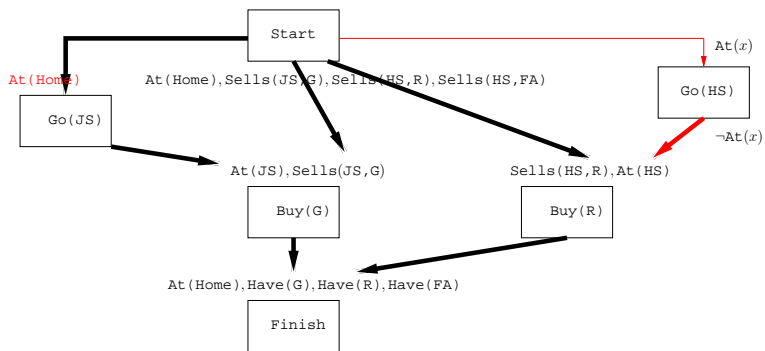 Start
At(x)
At(Home)
At(Home),Sells(JS,G),Sells(HS,R),Sells(HS,FA)
Go(HS)
Go(JS)
¬At(x)
At(JS),Sells(JS,G)
Sells(HS,R),At(HS)
Buy(G)
Buy(R)
At(Home),Have(G),Have(R),Have(FA)
Finish